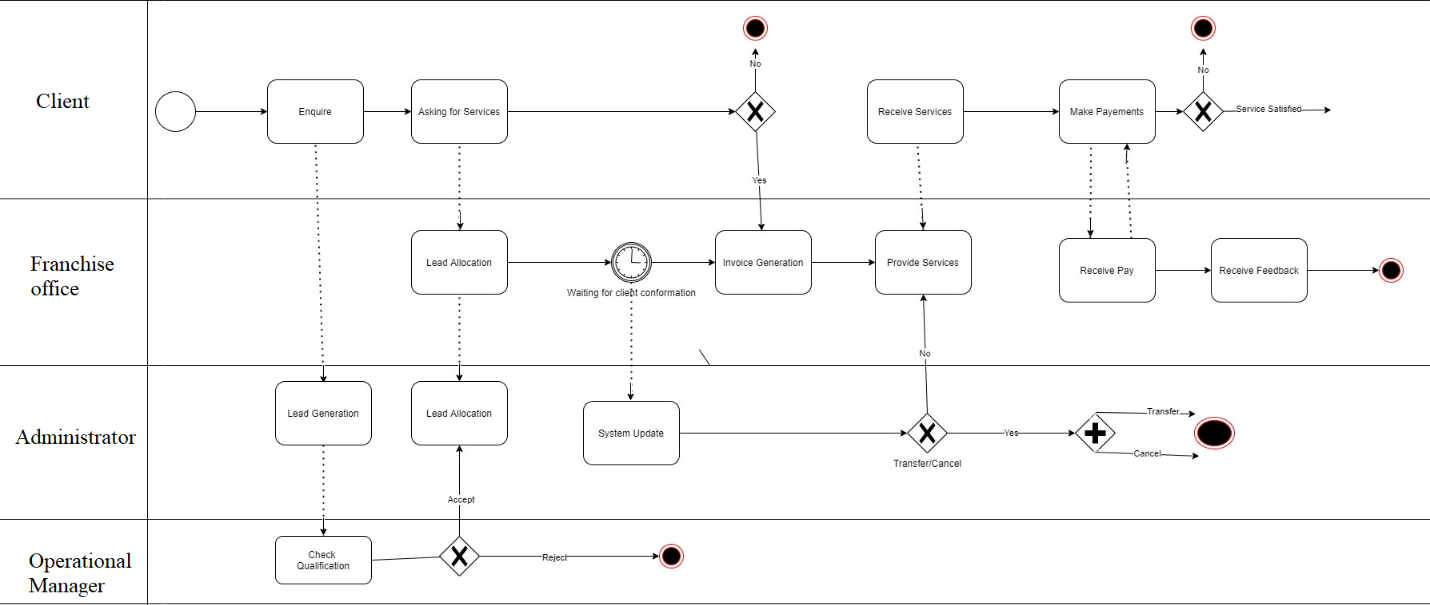 Client
Enquire
Asking for Services
No
Yes
Receive Services
Make Payments
No
Service Satisfied
Franchise
office
Lead Allocation
Waiting for client conformation
Invoice Generation
Provide Services
Receive Pay
Receive Feedback
No
Administrator
Lead Generation
Lead Allocation
System Update
Transfer/Cancel
Yes
Transfer
Cancel
Accept
Operational
Manager
Check
Qualification
Reject